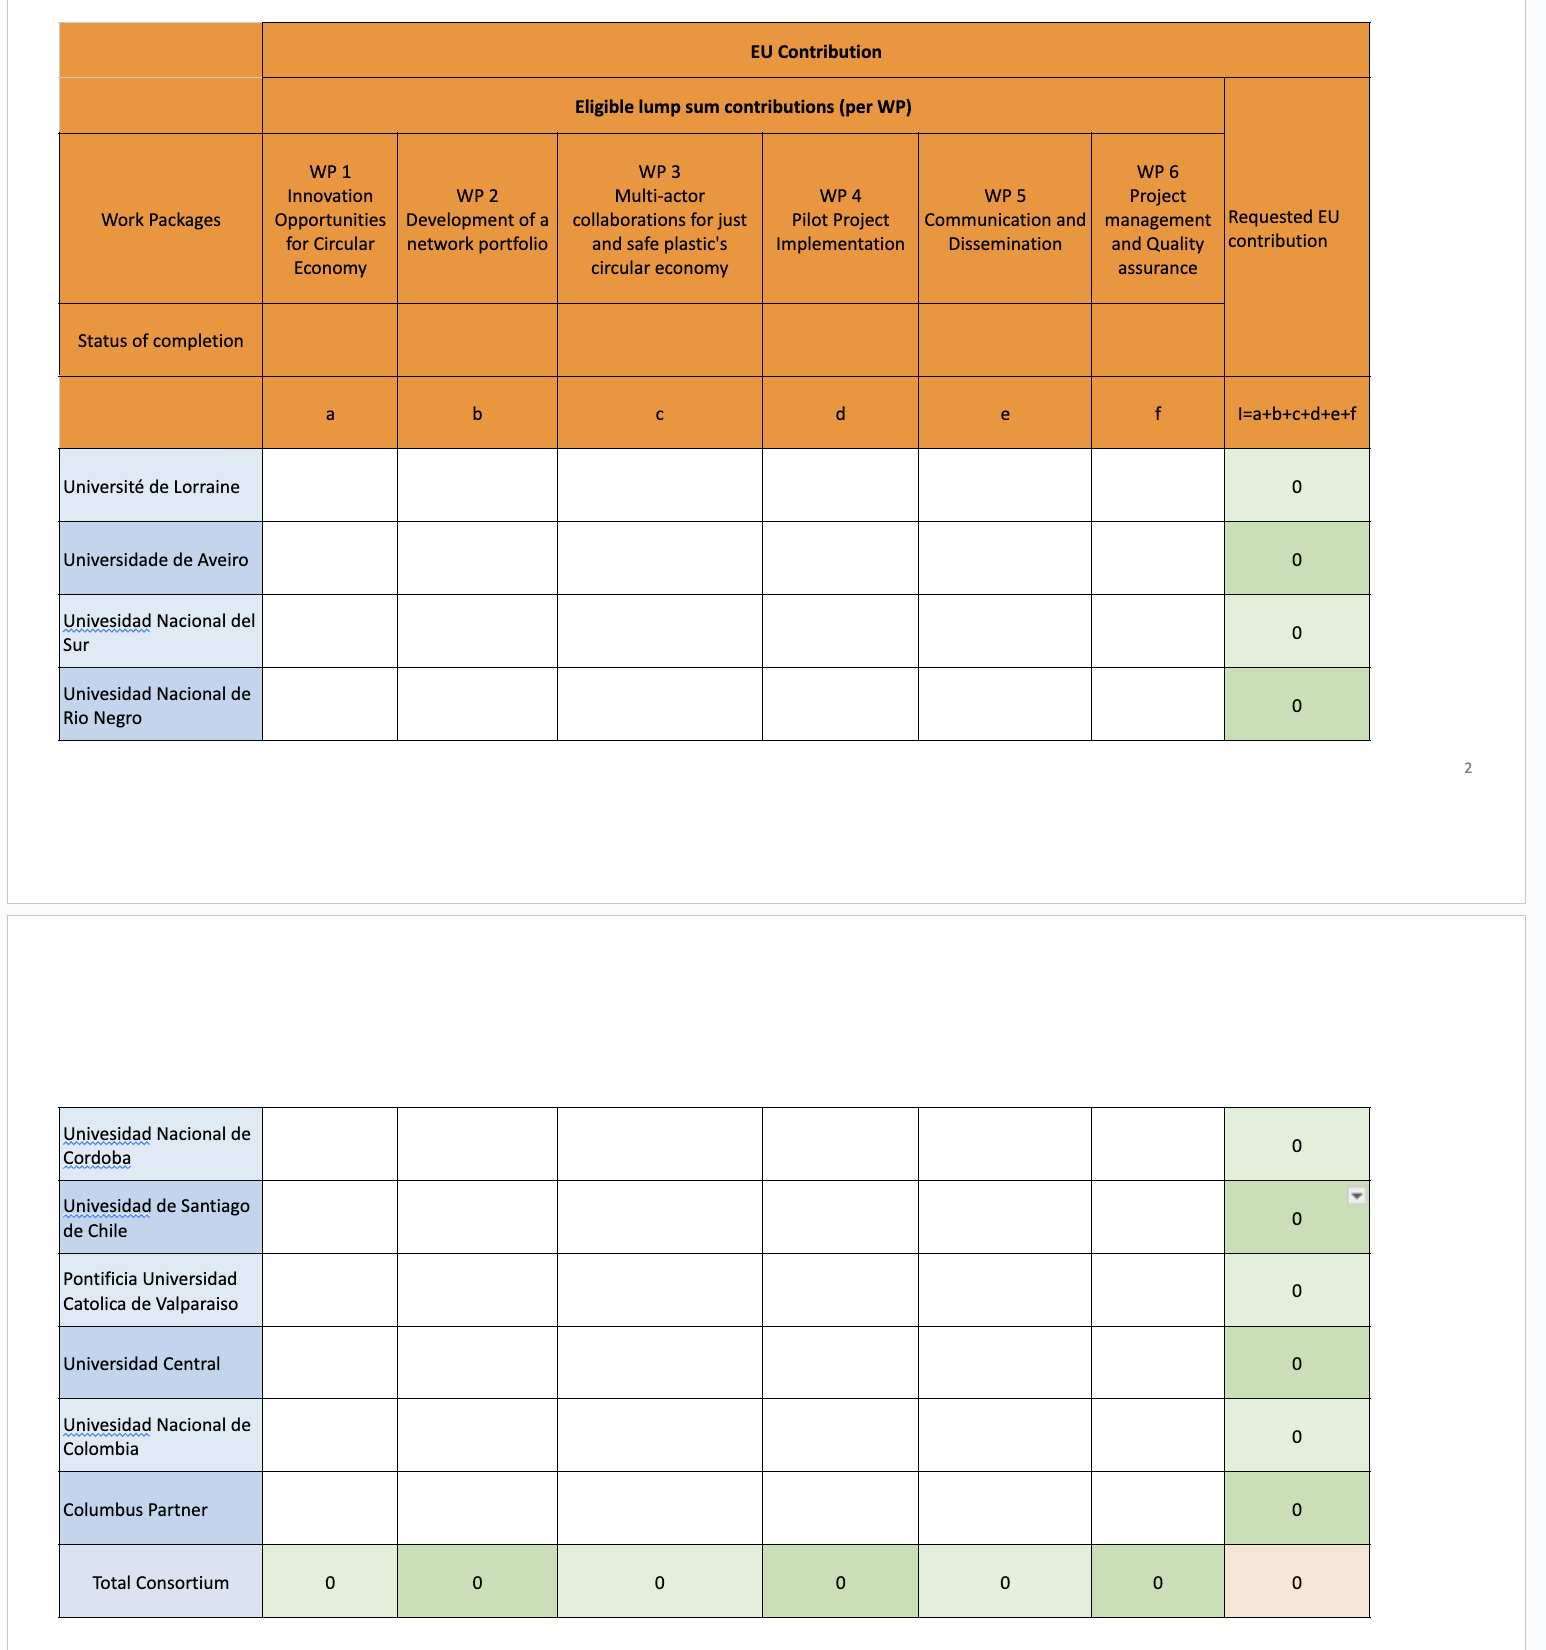 EU Contribution
Eligible lump sum contributions (per WP)
Work Packages
WP 1
Innovation
Opportunities
for Circular
Economy
WP 2
Development of a
network portfolio
WP 3
Multi-actor
collaborations for just
and safe plastic's
circular economy
WP 4
Pilot Project
Implementation
WP 5
Communication and
Dissemination
WP 6
Project
management
and Quality
assurance
Requested EU
contribution
Status of completion
a
b
c
d
e
f
I=a+b+c+d+e+f
Université de Lorraine
0
Universidade de Aveiro
0
Univesidad Nacional del
Sur
0
Univesidad Nacional de
Rio Negro
0
2
Univesidad Nacional de
Cordoba
0
Univesidad de Santiago
de Chile
0
Pontificia Universidad
Catolica de Valparaiso
0
Universidad Central
0
Univesidad Nacional de
Colombia
0
Columbus Partner
0
Total Consortium
0
0
0
0
0
0
0